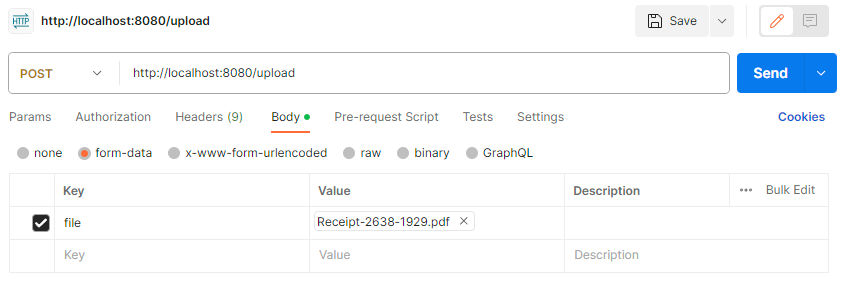 HTTP http://localhost:8080/upload Save
POST http://localhost:8080/upload Send
Params Authorization Headers (9) Body Pre-request Script Tests Settings Cookies
none form-data x-www-form-urlencoded raw binary GraphQL
Key Value Description ••• Bulk Edit
file Receipt-2638-1929.pdf ×
Key Value Description